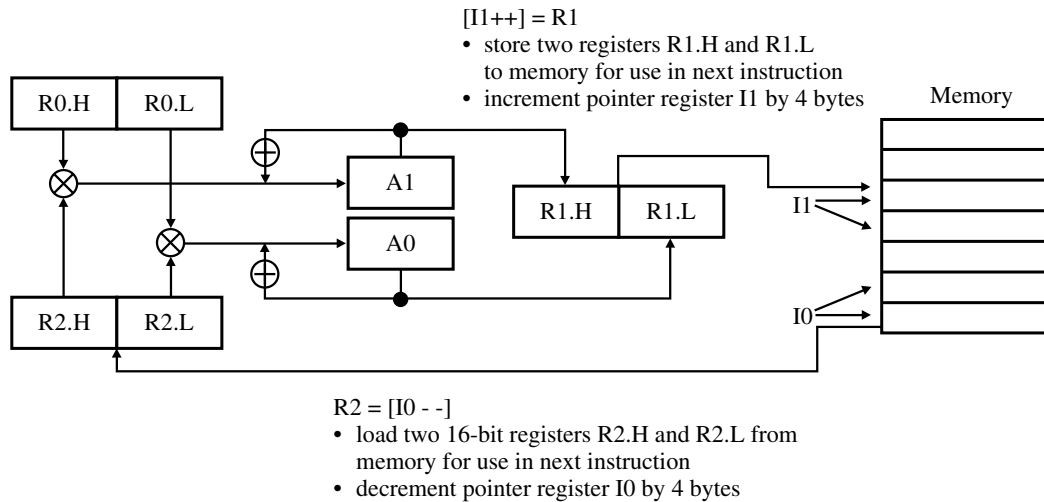 [I1++] = R1
• store two registers R1.H and R1.L
to memory for use in next instruction
• increment pointer register I1 by 4 bytes
Memory
R0.H R0.L
A1
R1.H R1.L
I1
A0
R2.H R2.L
I0
R2 = [I0 - -]
• load two 16-bit registers R2.H and R2.L from
memory for use in next instruction
• decrement pointer register I0 by 4 bytes